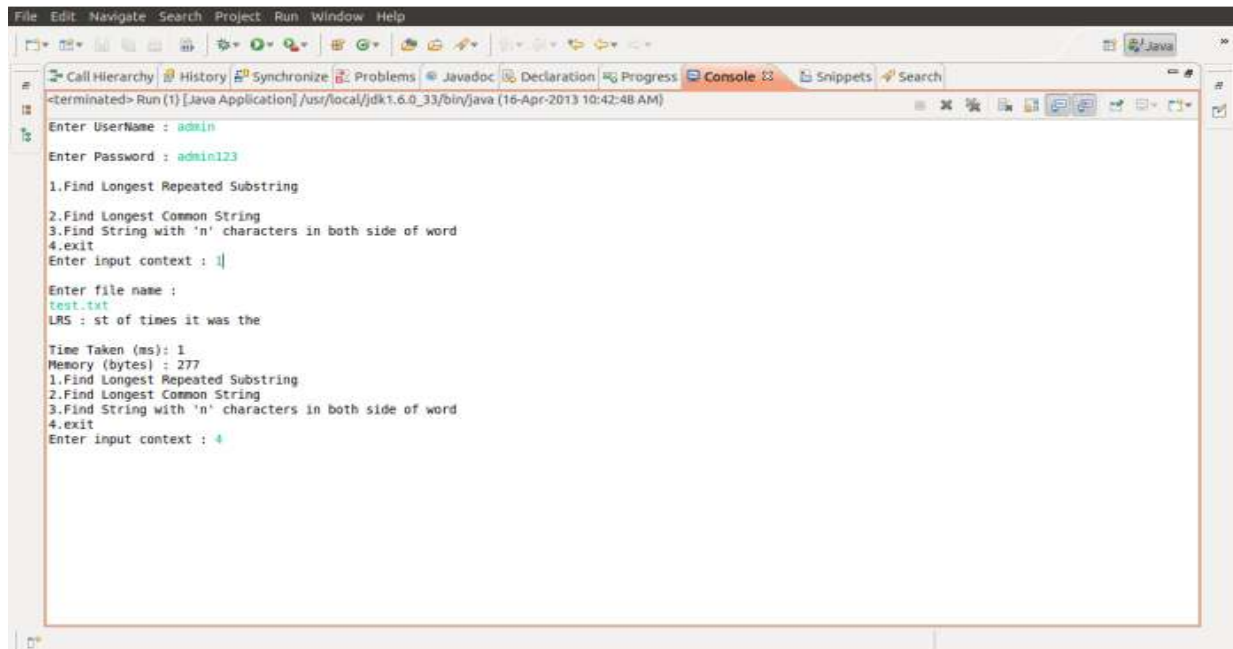 File Edit Navigate Search Project Run Window Help
Java
Call Hierarchy History Synchronize Problems Javadoc Declaration Progress Console Snippets Search
<terminated> Run (1) [Java Application] /usr/local/jdk1.6.0_33/bin/java (16-Apr-2013 10:42:48 AM)
Enter UserName : admin
Enter Password : admin123
1.Find Longest Repeated Substring
2.Find Longest Common String
3.Find String with 'n' characters in both side of word
4.exit
Enter input context : 1
Enter file name :
test.txt
LRS : st of times it was the
Time Taken (ms): 1
Memory (bytes) : 277
1.Find Longest Repeated Substring
2.Find Longest Common String
3.Find String with 'n' characters in both side of word
4.exit
Enter input context : 4